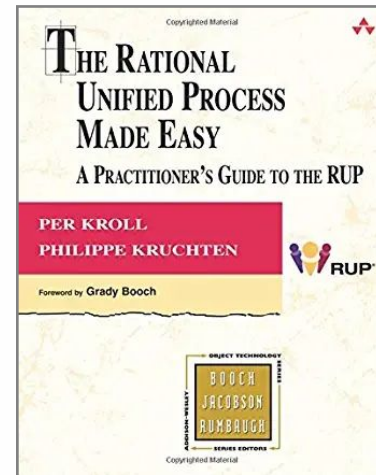 Copyrighted Material
THE RATIONAL
UNIFIED PROCESS
MADE EASY
A PRACTITIONER'S GUIDE TO THE RUP
PER KROLL
PHILIPPE KRUCHTEN
RUP®
Foreword by Grady Booch
OBJECT TECHNOLOGY
SERIES
ADDISON-WESLEY
BOOCH
JACOBSON
RUMBAUGH
SERIES EDITORS
Copyrighted Material